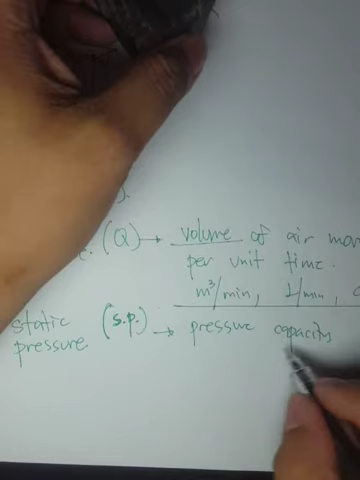 (Q) → volume of air
per unit time.
m³/min, L/min,
static (s.p.) → pressure capacity
pressure